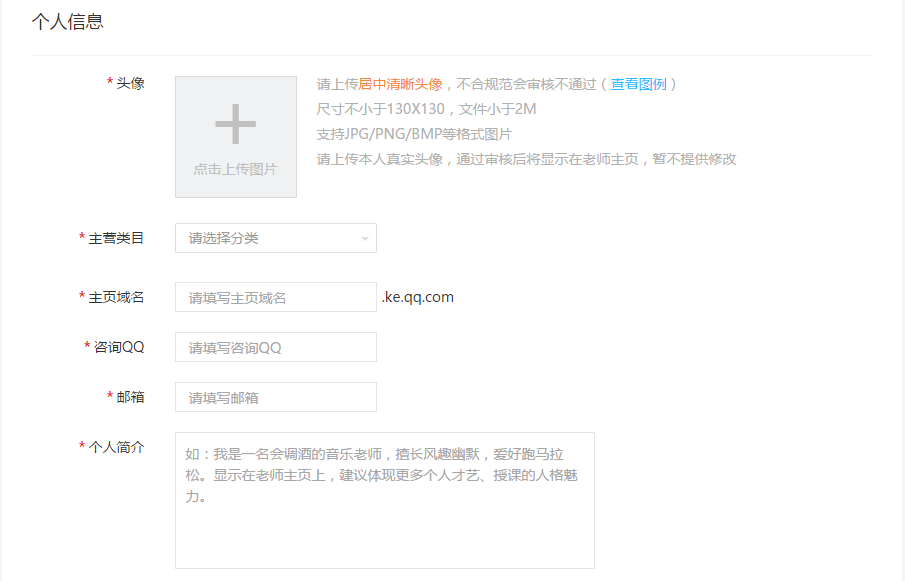 个人信息
* 头像
点击上传图片
请上传居中清晰头像，不合规范会审核不通过（查看图例）
尺寸不小于130X130，文件小于2M
支持JPG/PNG/BMP等格式图片
请上传本人真实头像，通过审核后将显示在老师主页，暂不提供修改
* 主营类目 请选择分类
* 主页域名 请填写主页域名 .ke.qq.com
* 咨询QQ 请填写咨询QQ
* 邮箱 请填写邮箱
* 个人简介
如：我是一名会调酒的音乐老师，擅长风趣幽默，爱好跑马拉
松。显示在老师主页上，建议体现更多个人才艺、授课的人格魅
力。